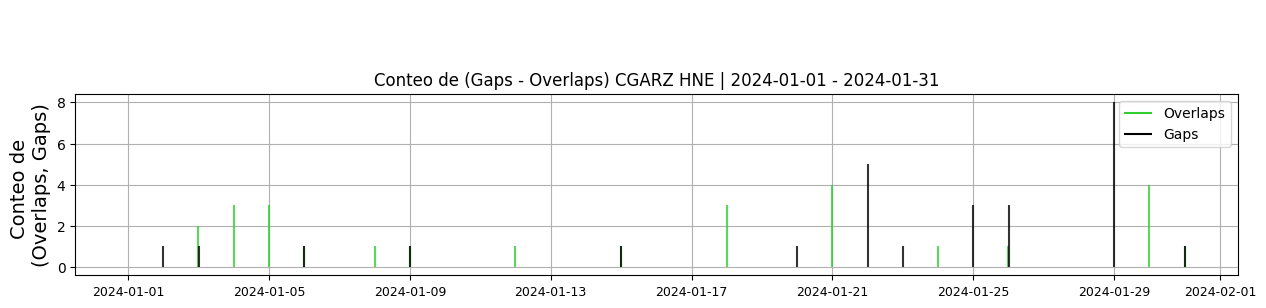 Conteo de (Gaps - Overlaps) CGARZ HNE | 2024-01-01 - 2024-01-31
Conteo de
(Overlaps, Gaps)
8
6
4
2
0
Overlaps
Gaps
2024-01-01 2024-01-05 2024-01-09 2024-01-13 2024-01-17 2024-01-21 2024-01-25 2024-01-29 2024-02-01